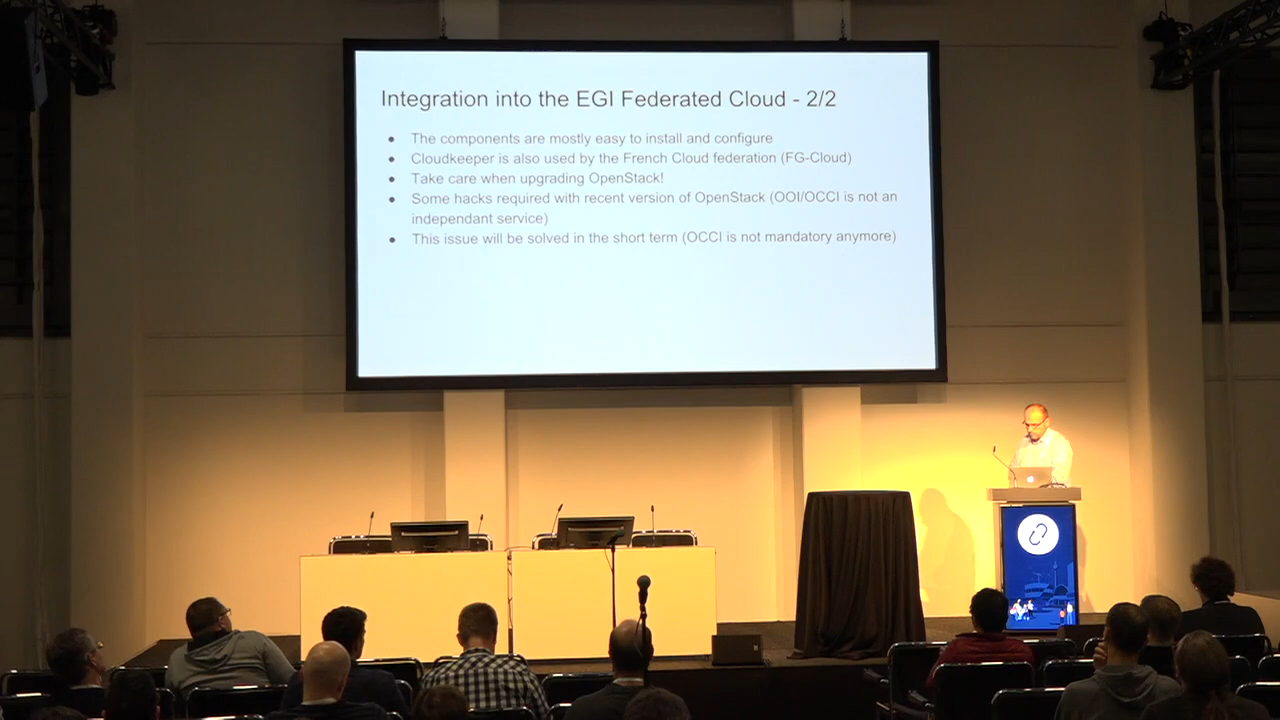 Integration into the EGI Federated Cloud - 2/2
● The components are mostly easy to install and configure
● Cloudkeeper is also used by the French Cloud federation (FG-Cloud)
● Take care when upgrading OpenStack!
● Some hacks required with recent version of OpenStack (OOI/OCCI is not an
independant service)
● This issue will be solved in the short term (OCCI is not mandatory anymore)